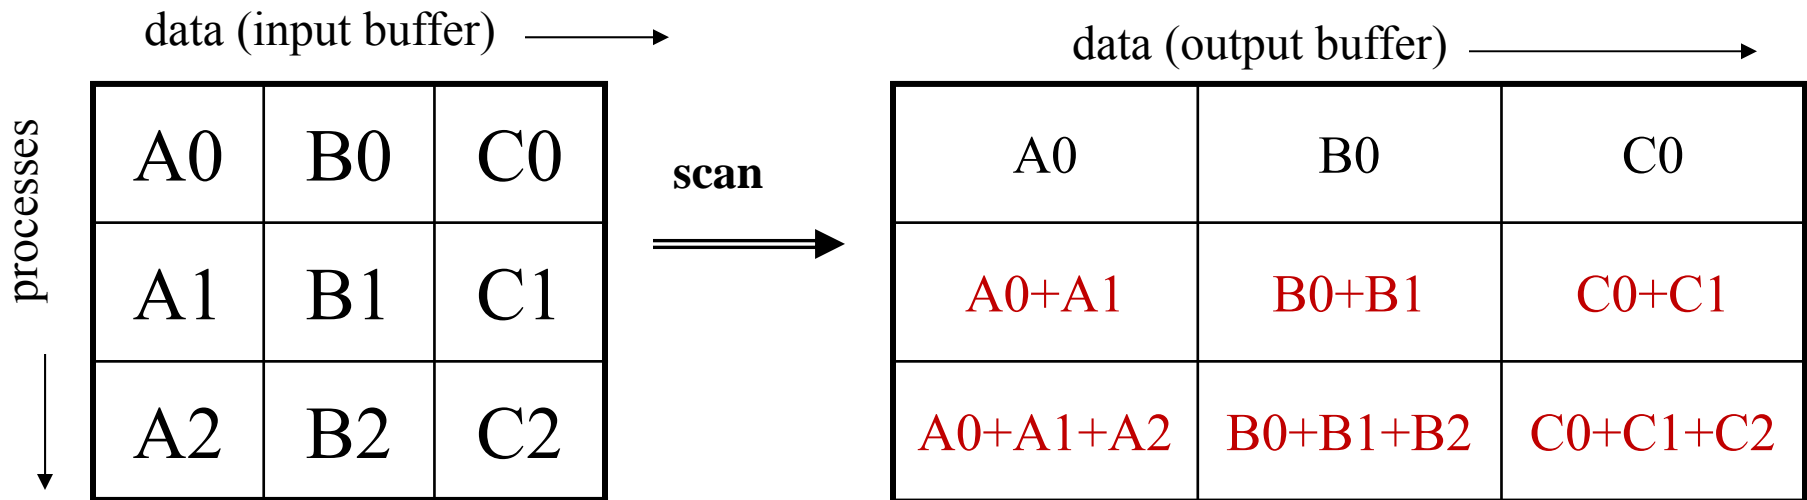 data (input buffer)
data (output buffer)
processes
A0 B0 C0
A1 B1 C1
A2 B2 C2
scan
A0 B0 C0
A0+A1 B0+B1 C0+C1
A0+A1+A2 B0+B1+B2 C0+C1+C2